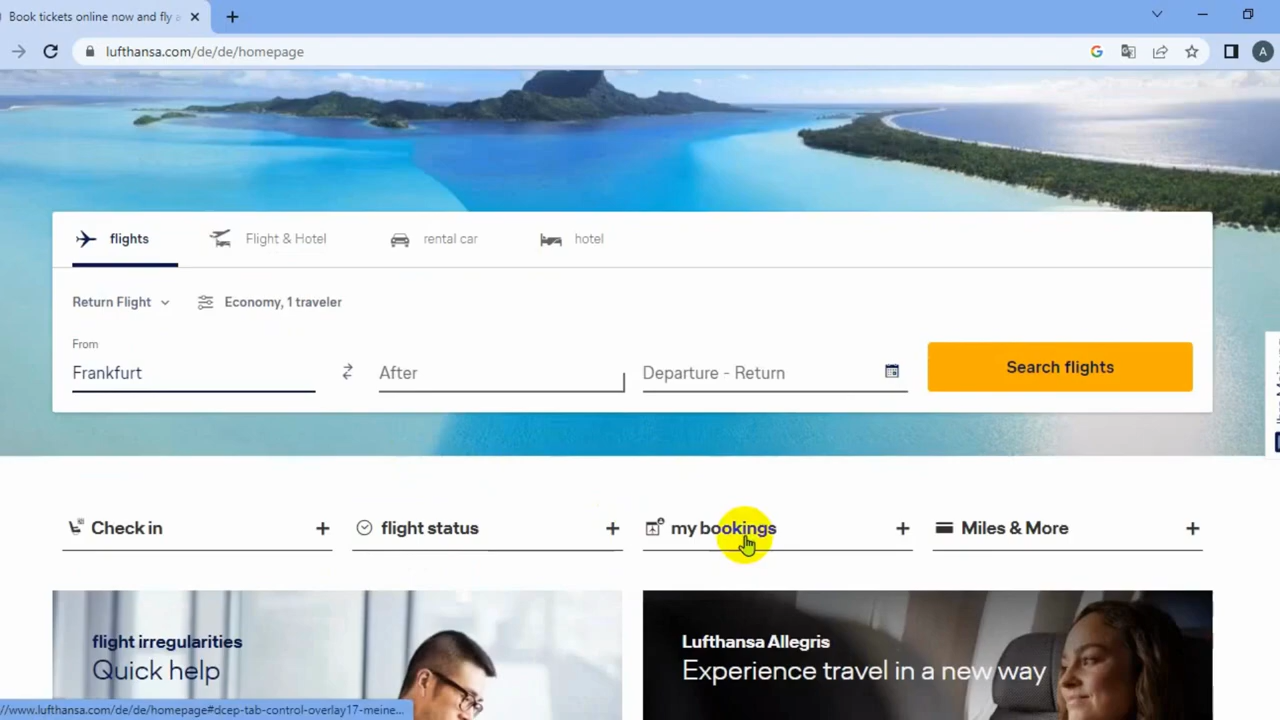 Book tickets online now and fly
lufthansa.com/de/de/homepage
A
flights
Flight & Hotel
rental car
hotel
Return Flight
Economy, 1 traveler
From
Frankfurt
After
Departure - Return
Search flights
Check in
flight status
my bookings
Miles & More
flight irregularities
Quick help
Lufthansa Allegris
Experience travel in a new way
//www.lufthansa.com/de/de/homepage#dcep-tab-control-overlay17-meine...